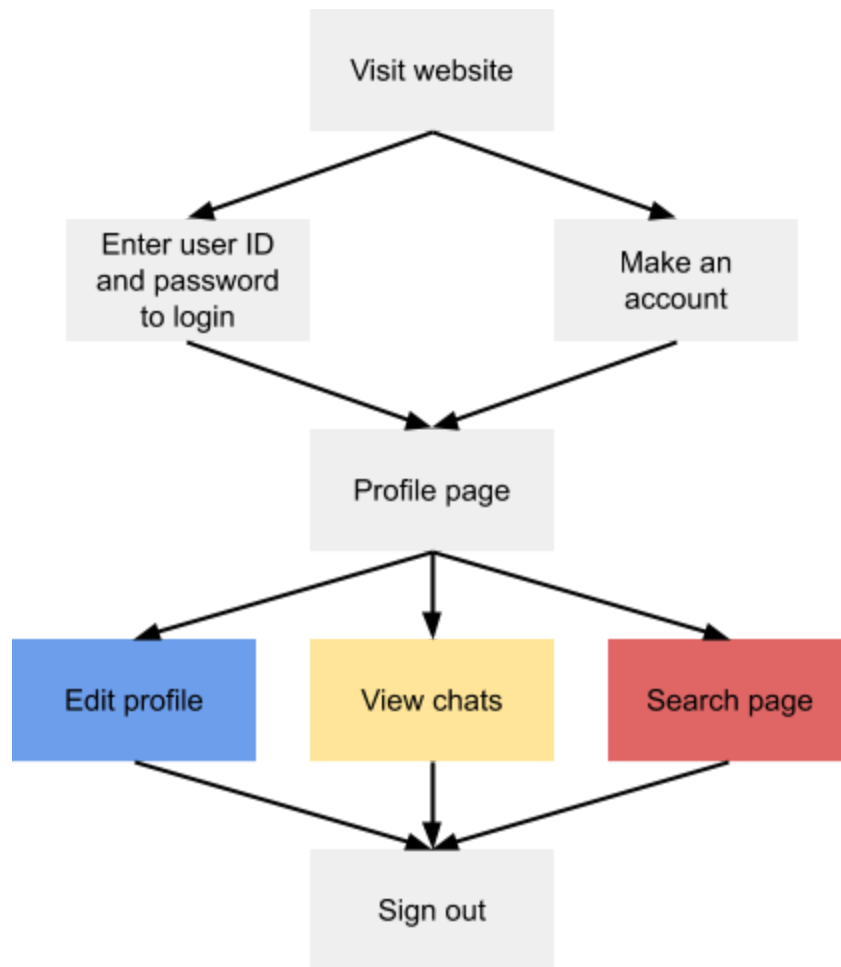 Visit website
Enter user ID
and password
to login
Make an
account
Profile page
Edit profile
View chats
Search page
Sign out